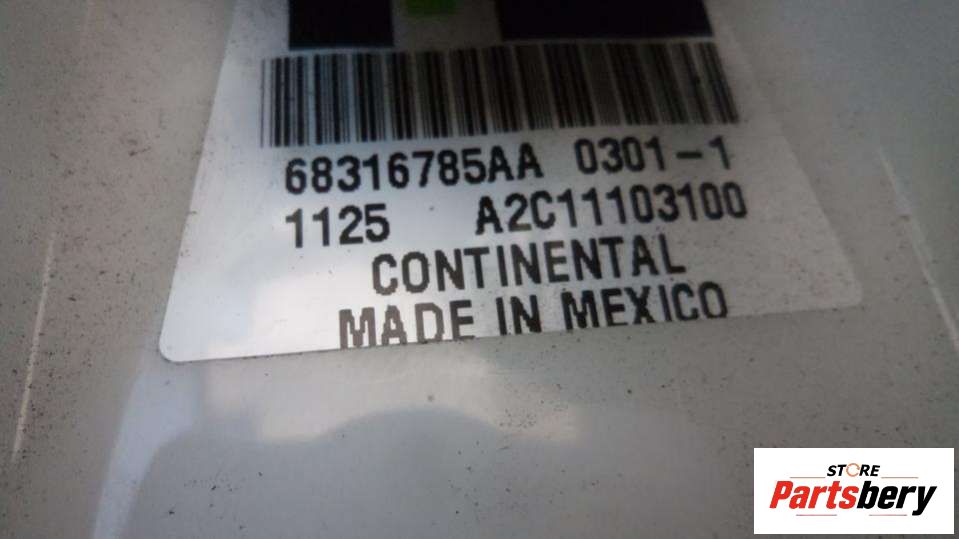 68316785AA 0301-1
1125 A2C11103100
CONTINENTAL
MADE IN MEXICO
STORE
Partsbery